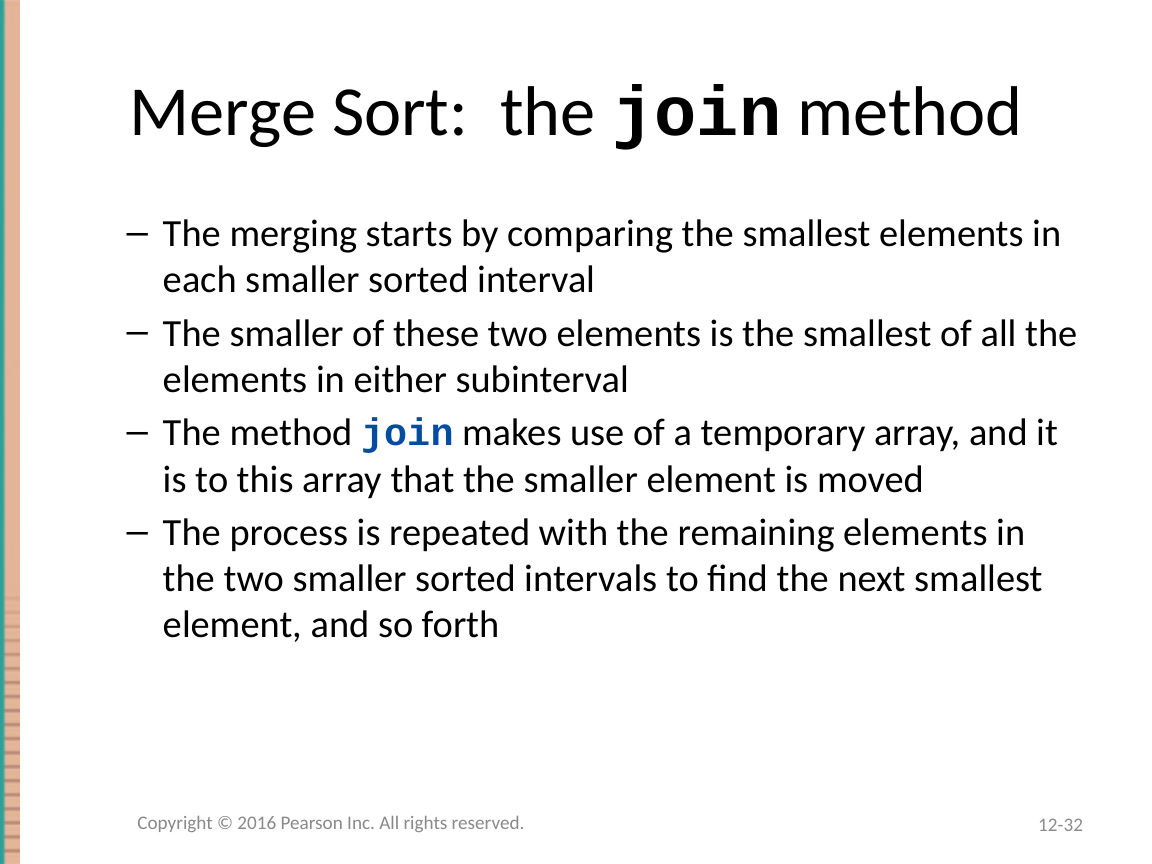 Merge Sort:  the join method
– The merging starts by comparing the smallest elements in
each smaller sorted interval
– The smaller of these two elements is the smallest of all the
elements in either subinterval
– The method join makes use of a temporary array, and it
is to this array that the smaller element is moved
– The process is repeated with the remaining elements in
the two smaller sorted intervals to find the next smallest
element, and so forth
Copyright © 2016 Pearson Inc. All rights reserved.
12-32